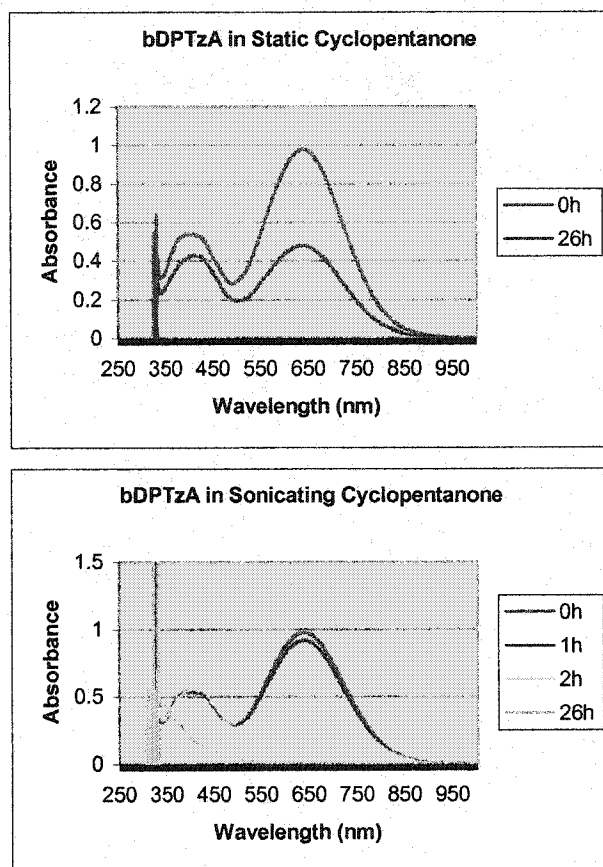 bDPTzA in Static Cyclopentanone
1.2
1
0.8
0.6
0.4
0.2
0
Absorbance
250 350 450 550 650 750 850 950
Wavelength (nm)
0h
26h
bDPTzA in Sonicating Cyclopentanone
1.5
1
0.5
0
Absorbance
250 350 450 550 650 750 850 950
Wavelength (nm)
0h
1h
2h
26h